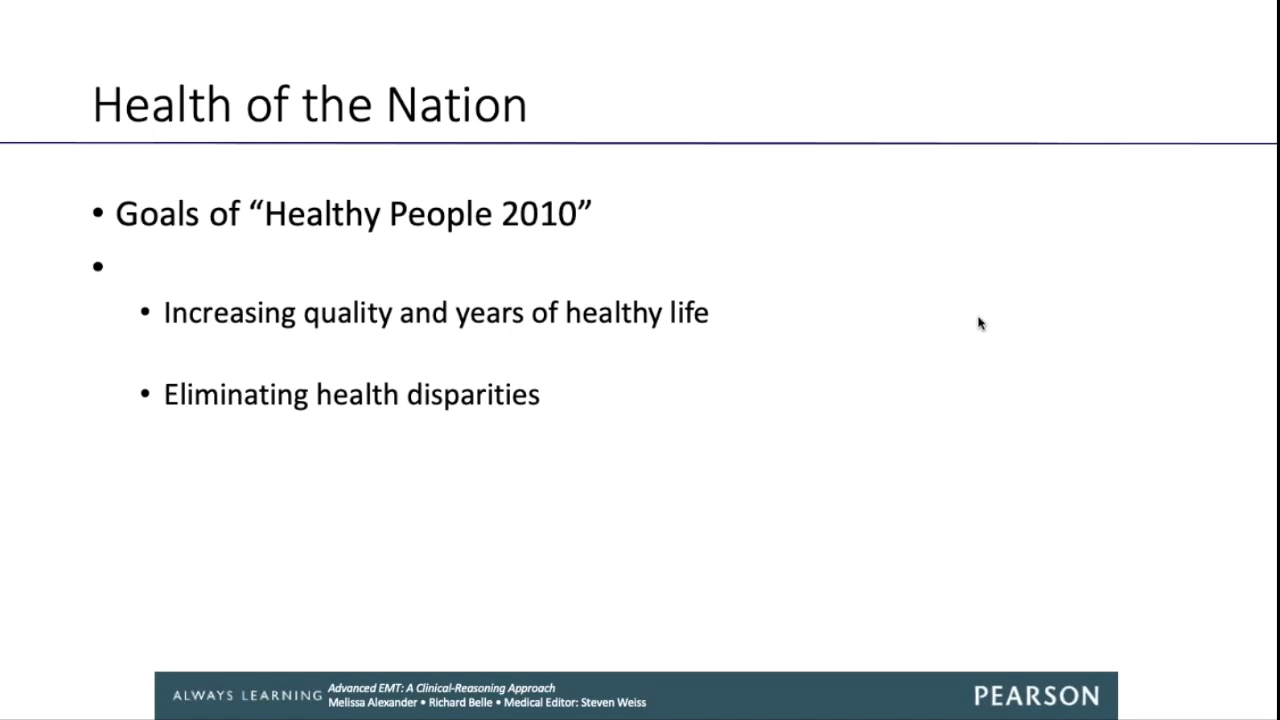 Health of the Nation
• Goals of “Healthy People 2010”
•
• Increasing quality and years of healthy life
• Eliminating health disparities
ALWAYS LEARNING
Advanced EMT: A Clinical-Reasoning Approach
Melissa Alexander • Richard Belle • Medical Editor: Steven Weiss
PEARSON